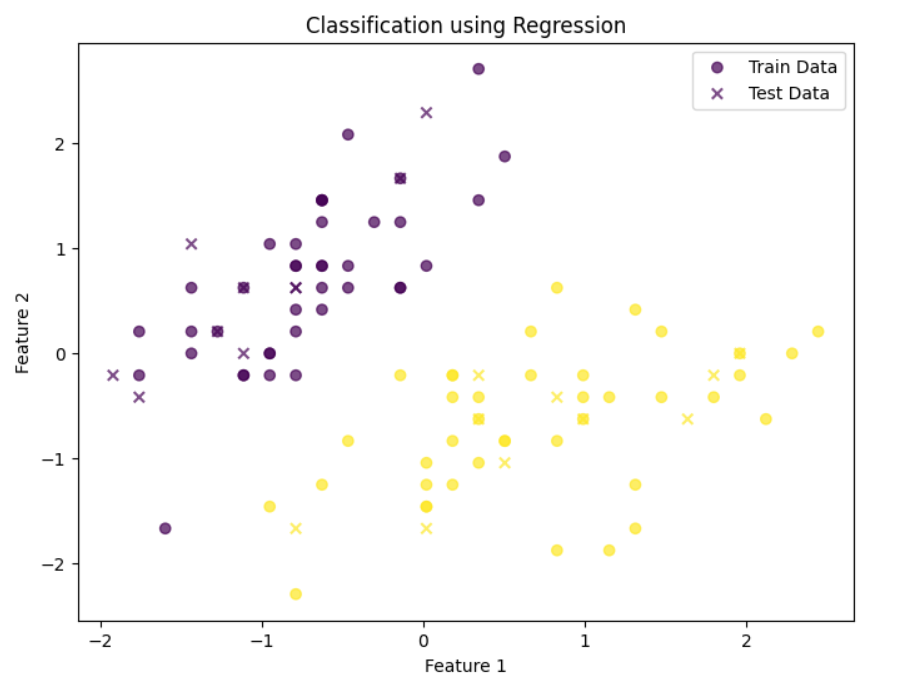 Classification using Regression
Train Data
Test Data
2
1
0
−1
−2
Feature 2
−2
−1
0
1
2
Feature 1